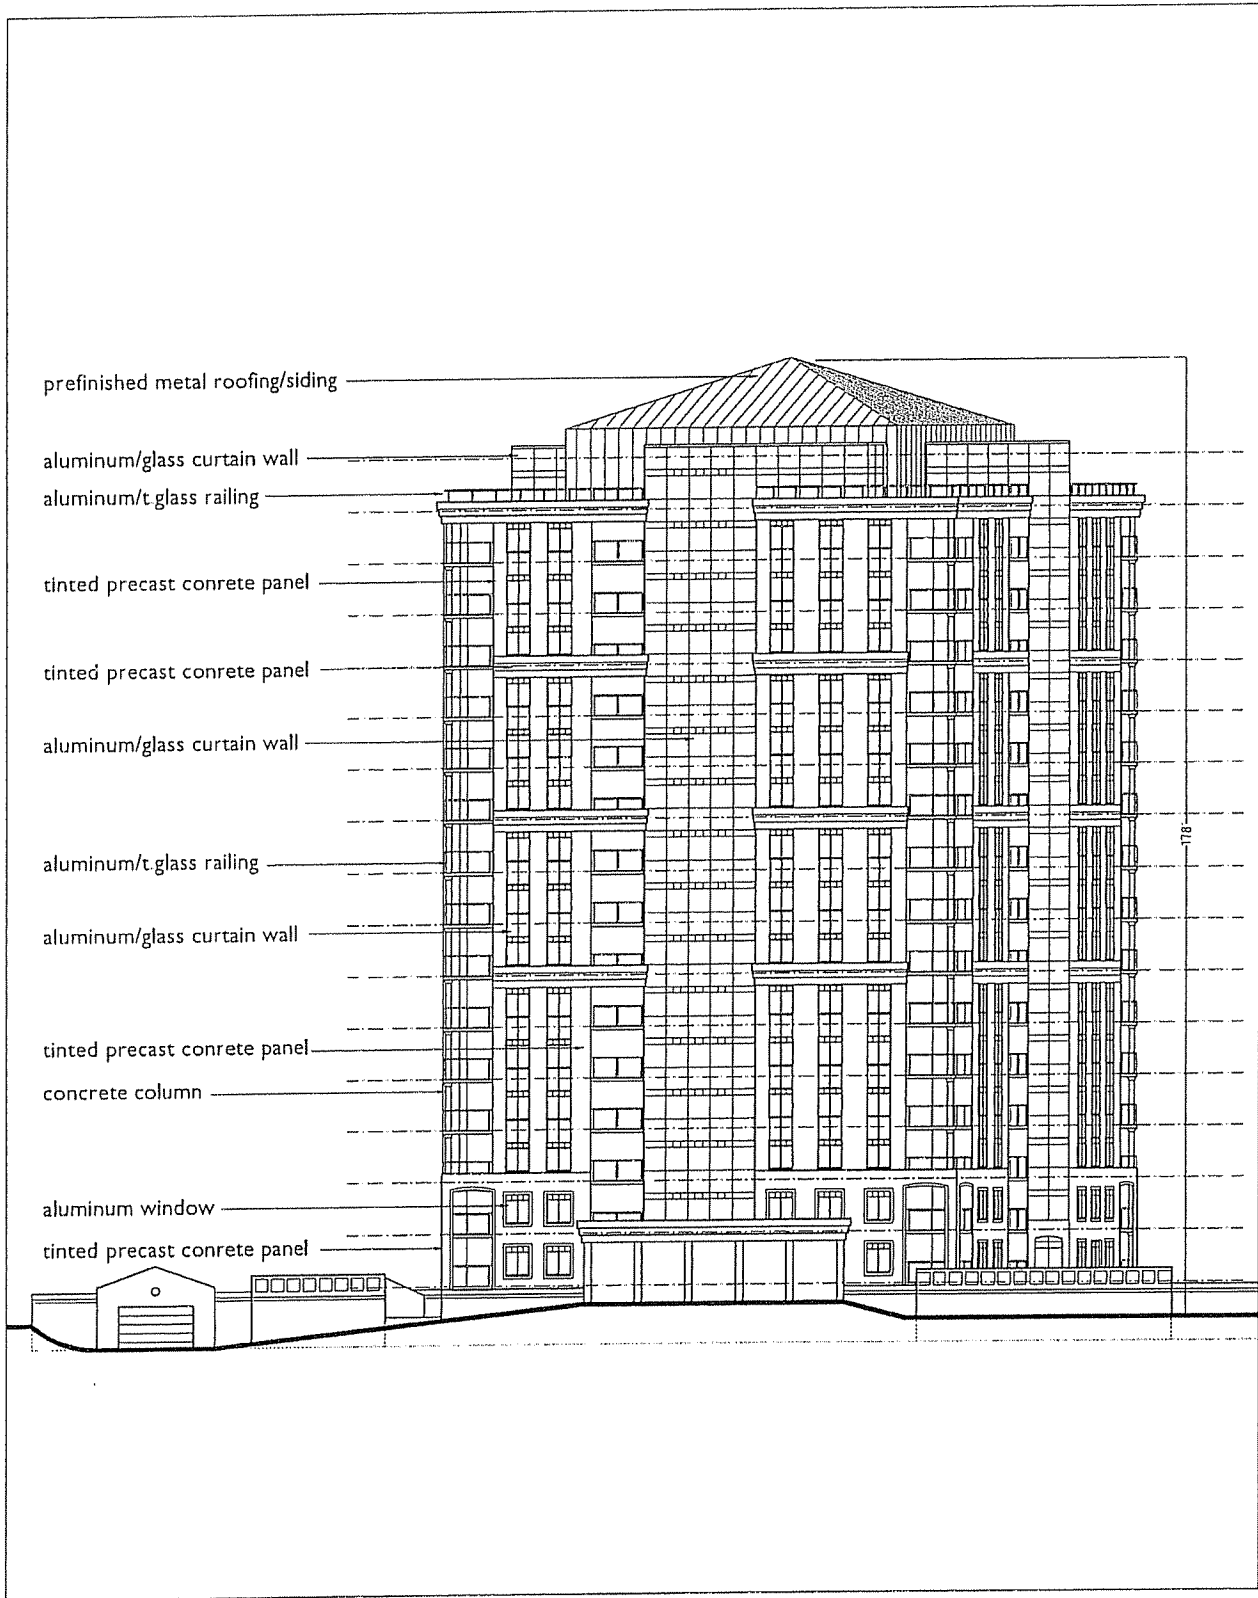 prefinished metal roofing/siding
aluminum/glass curtain wall
aluminum/t.glass railing
tinted precast conrete panel
tinted precast conrete panel
aluminum/glass curtain wall
178'
aluminum/t.glass railing
aluminum/glass curtain wall
tinted precast conrete panel
concrete column
aluminum window
tinted precast conrete panel